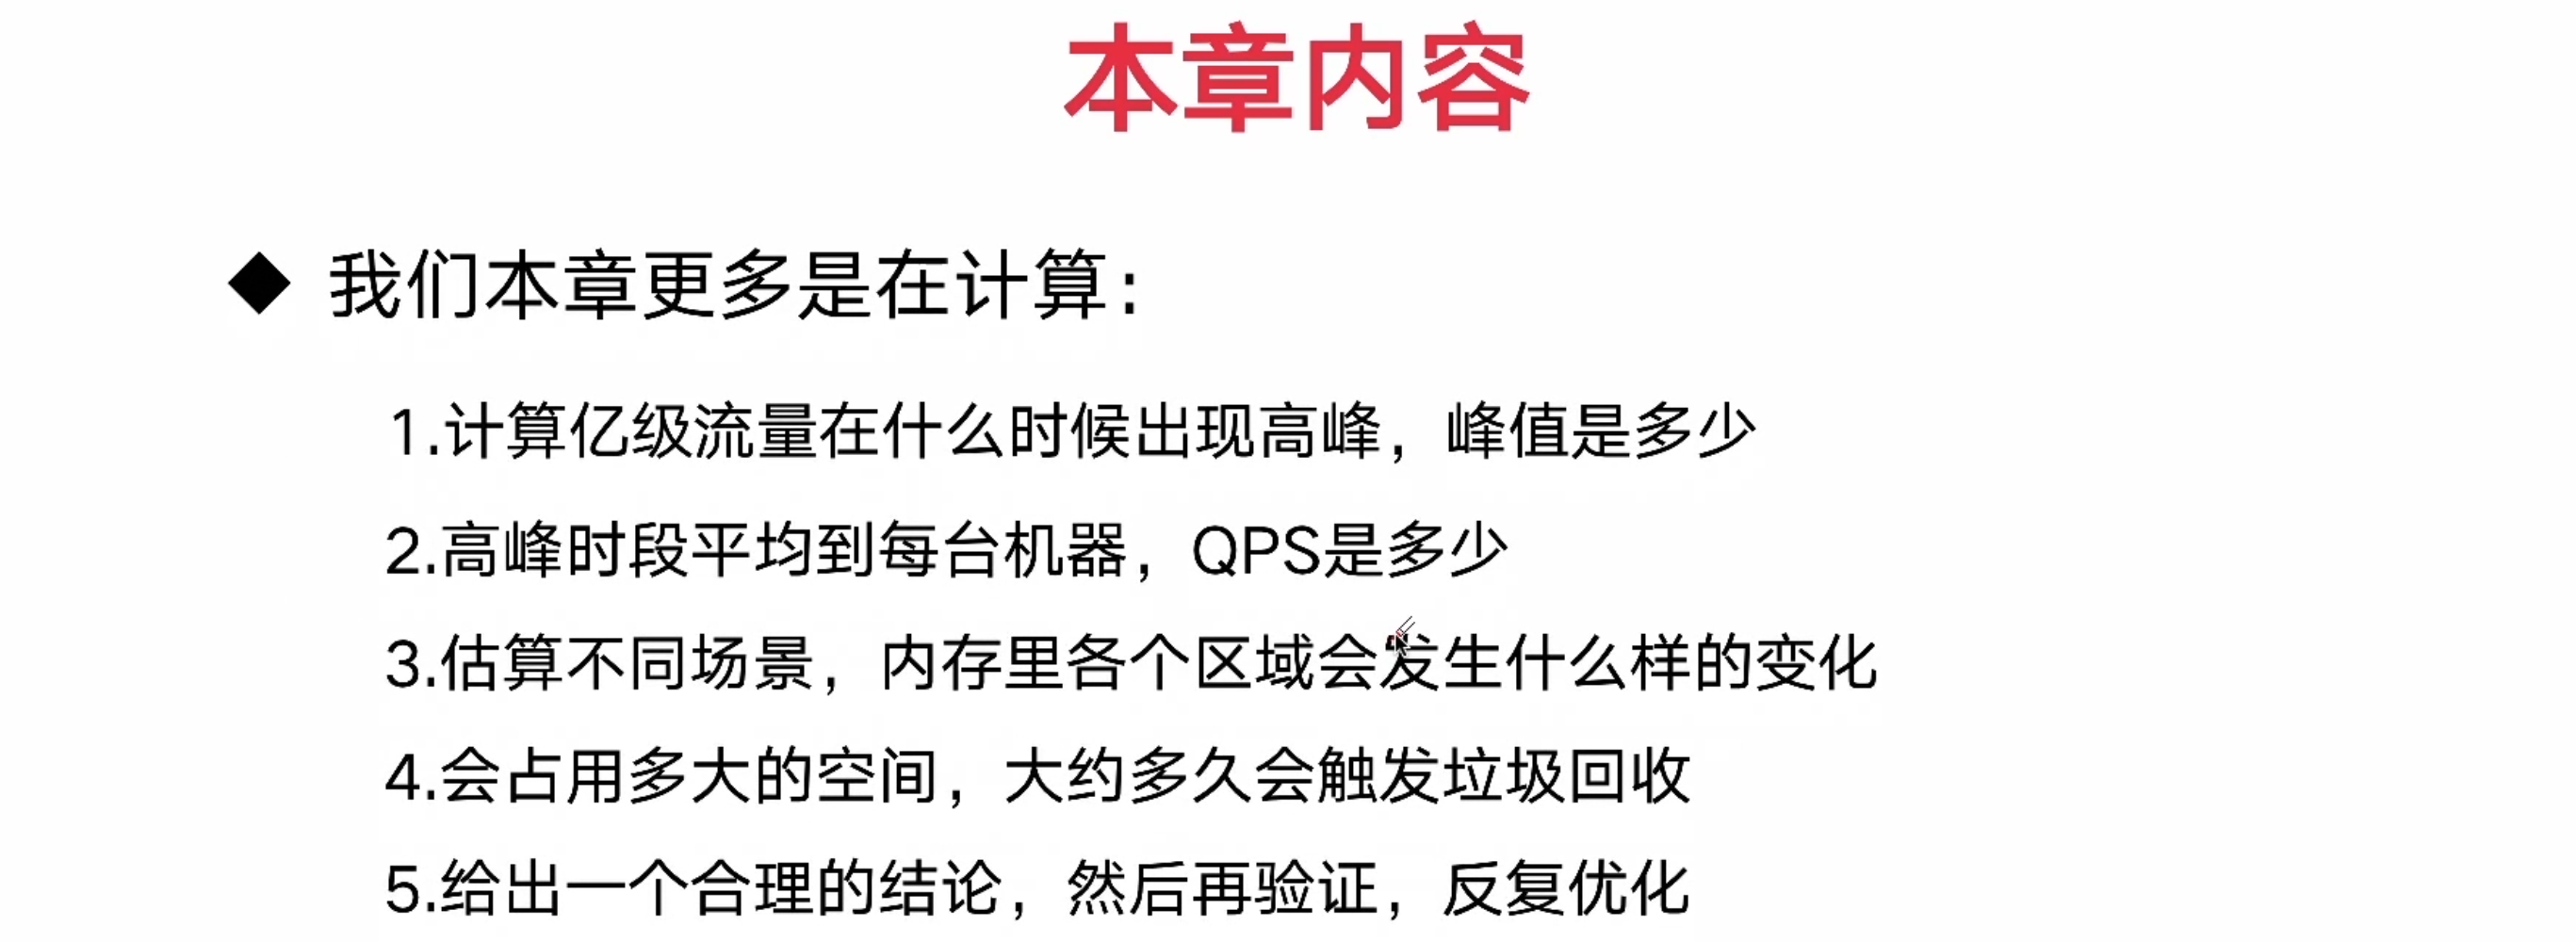 本章内容
◆ 我们本章更多是在计算：
1.计算亿级流量在什么时候出现高峰，峰值是多少
2.高峰时段平均到每台机器，QPS是多少
3.估算不同场景，内存里各个区域会发生什么样的变化
4.会占用多大的空间，大约多久会触发垃圾回收
5.给出一个合理的结论，然后再验证，反复优化